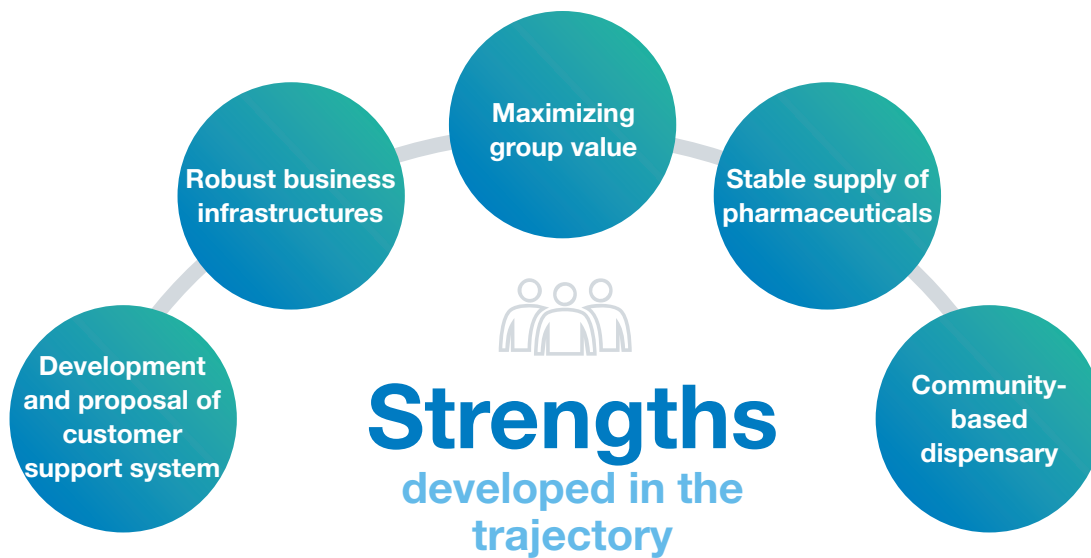 Maximizing
group value
Robust business
infrastructures
Stable supply of
pharmaceuticals
Development
and proposal of
customer
support system
Community-
based
dispensary
Strengths
developed in the
trajectory